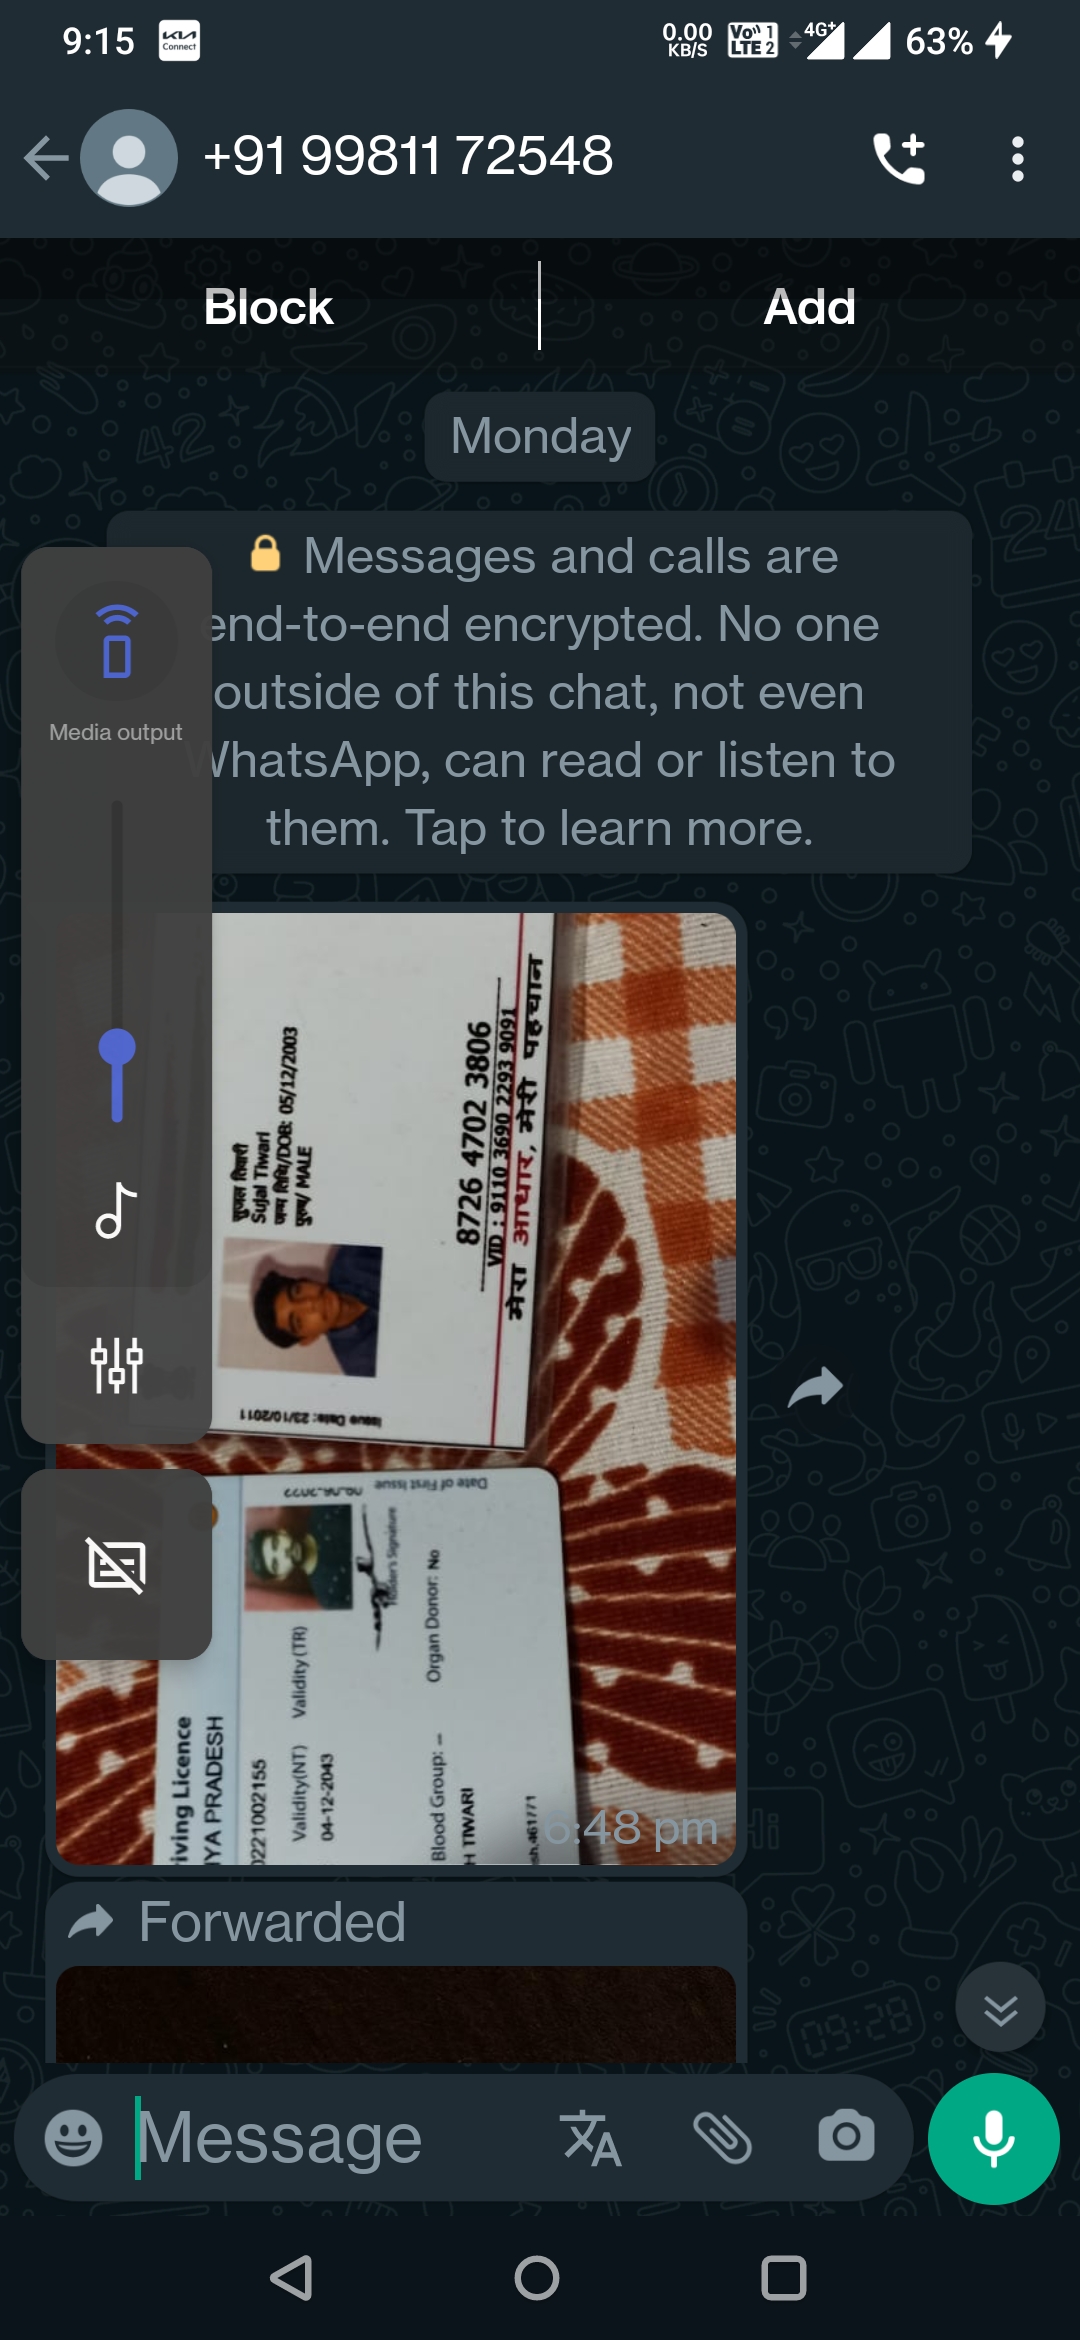 9:15
KIA
Connect
0.00
KB/S
Vo)) 1
LTE 2
4G+
63%
+91 99811 72548
Block
Add
Monday
Messages and calls are
end-to-end encrypted. No one
outside of this chat, not even
WhatsApp, can read or listen to
them. Tap to learn more.
Media output
सुजल तिवारी
Sujal Tiwari
जन्म तिथि/DOB: 05/12/2003
पुरुष/ MALE
8726 4702 3806
VID : 9110 3690 2293 9091
मेरा आधार, मेरी पहचान
Issue Date: 23/10/2011
iving Licence
YA PRADESH
0221002155
Validity(NT)
Validity(TR)
04-12-2043
Date of First Issue
Holder's Signature
Blood Group: --
Organ Donor: No
H TIWARI
sh,461771
6:48 pm
Forwarded
Message